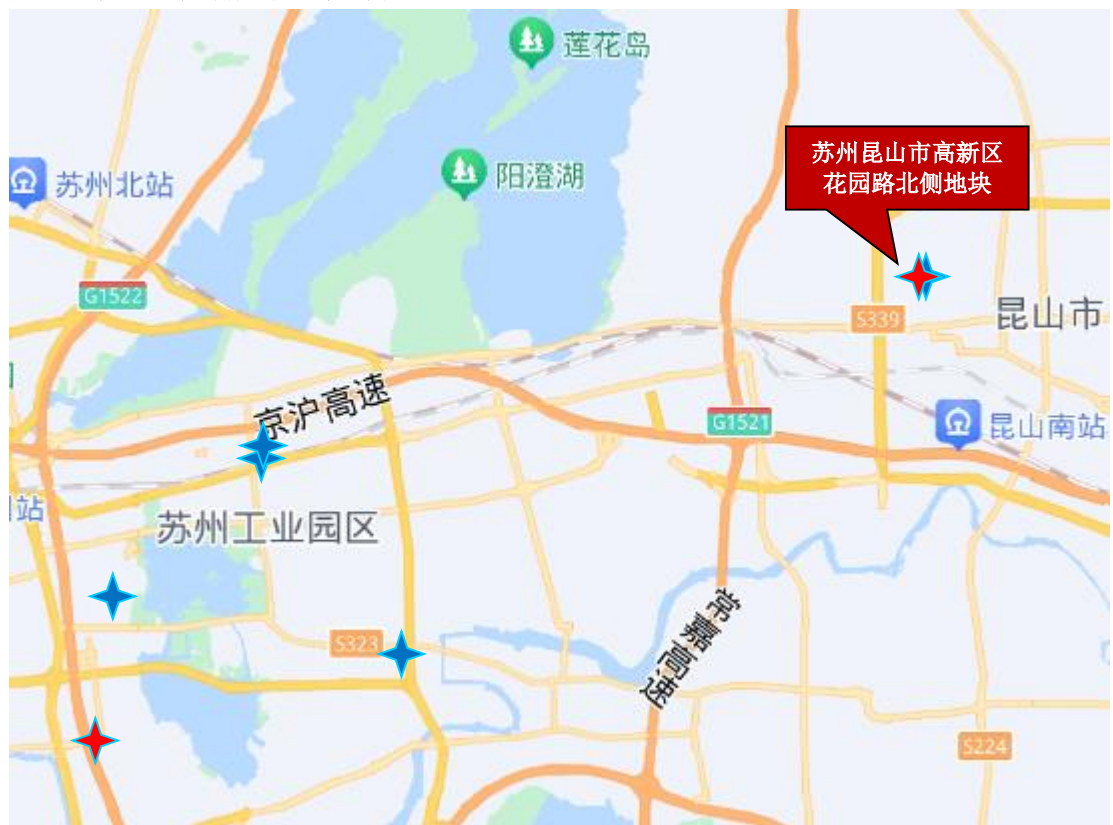 莲花岛
苏州昆山市高新区
花园路北侧地块
阳澄湖
苏州北站
G1522
S339
昆山市
京沪高速
G1521
昆山南站
站
苏州工业园区
常嘉高速
S323
S224